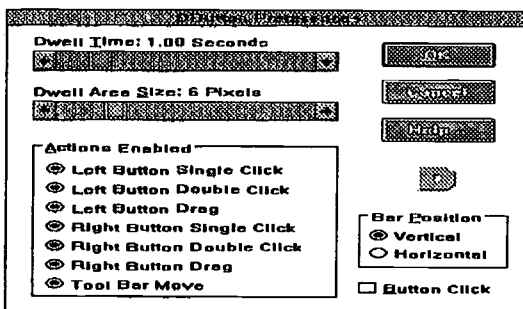 Dwell Time: 1.00 Seconds
Dwell Area Size: 6 Pixels
Actions Enabled
Left Button Single Click
Left Button Double Click
Left Button Drag
Right Button Single Click
Right Button Double Click
Right Button Drag
Tool Bar Move
OK
Cancel
Help
Bar Position
Vertical
Horizontal
Button Click